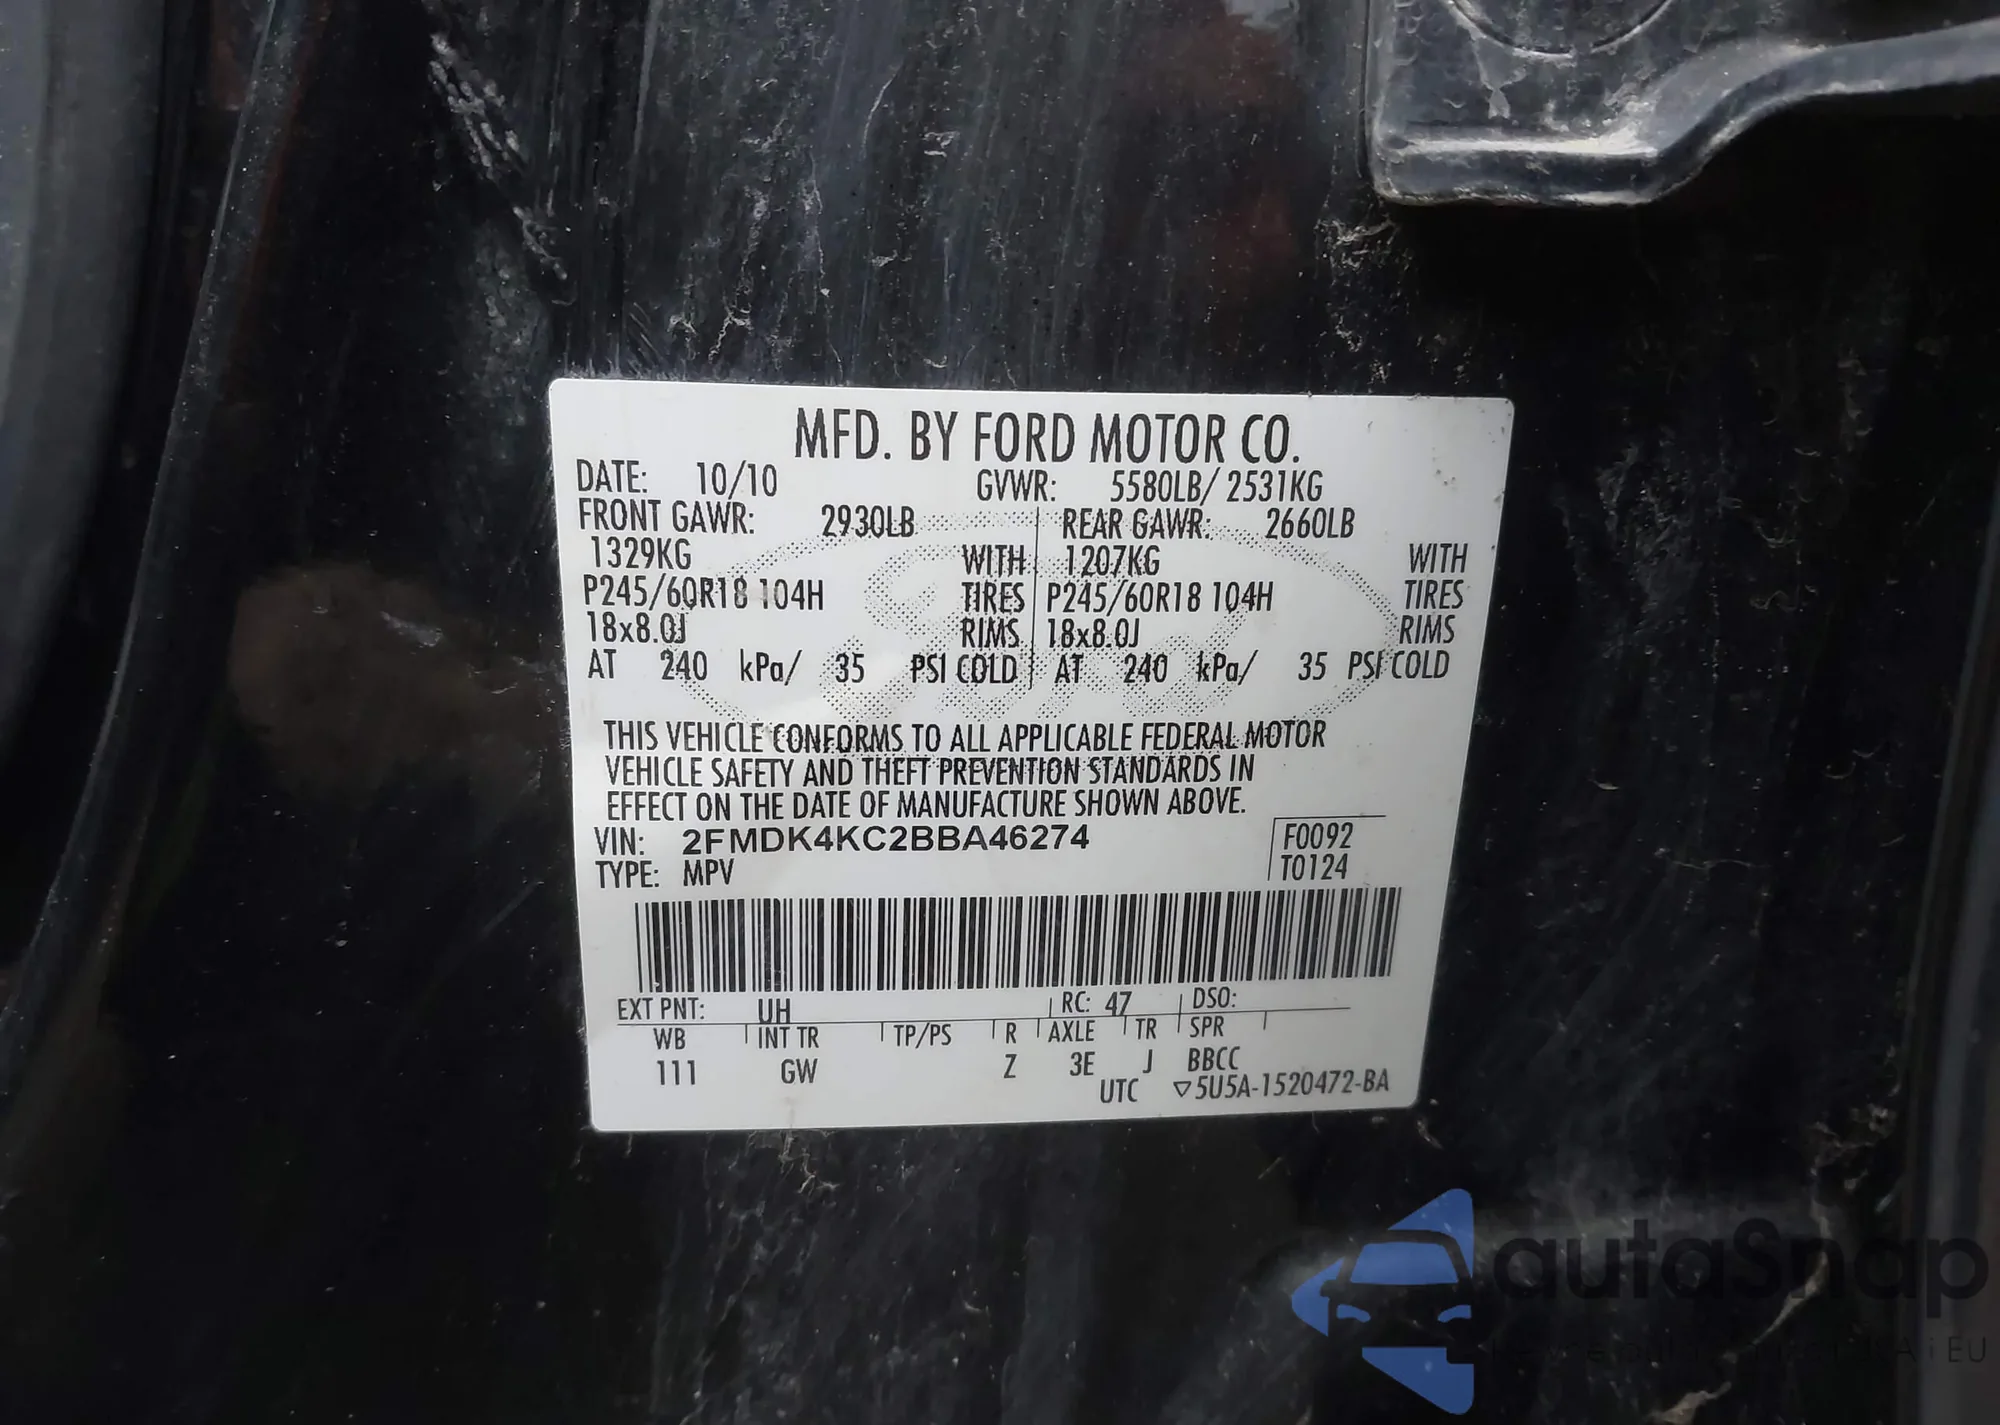 MFD. BY FORD MOTOR CO.
DATE: 10/10 GVWR: 5580LB/ 2531KG
FRONT GAWR: 2930LB REAR GAWR: 2660LB
1329KG WITH 1207KG WITH
P245/60R18 104H TIRES P245/60R18 104H TIRES
18x8.0J RIMS 18x8.0J RIMS
AT 240 kPa/ 35 PSI COLD AT 240 kPa/ 35 PSI COLD
THIS VEHICLE CONFORMS TO ALL APPLICABLE FEDERAL MOTOR
VEHICLE SAFETY AND THEFT PREVENTION STANDARDS IN
EFFECT ON THE DATE OF MANUFACTURE SHOWN ABOVE.
VIN: 2FMDK4KC2BBA46274 F0092
TYPE: MPV T0124
EXT PNT: UH RC: 47 DSO:
WB INT TR TP/PS R AXLE TR SPR
111 GW Z 3E J BBCC
UTC ▽5U5A-1520472-BA
autoSnap
i EU